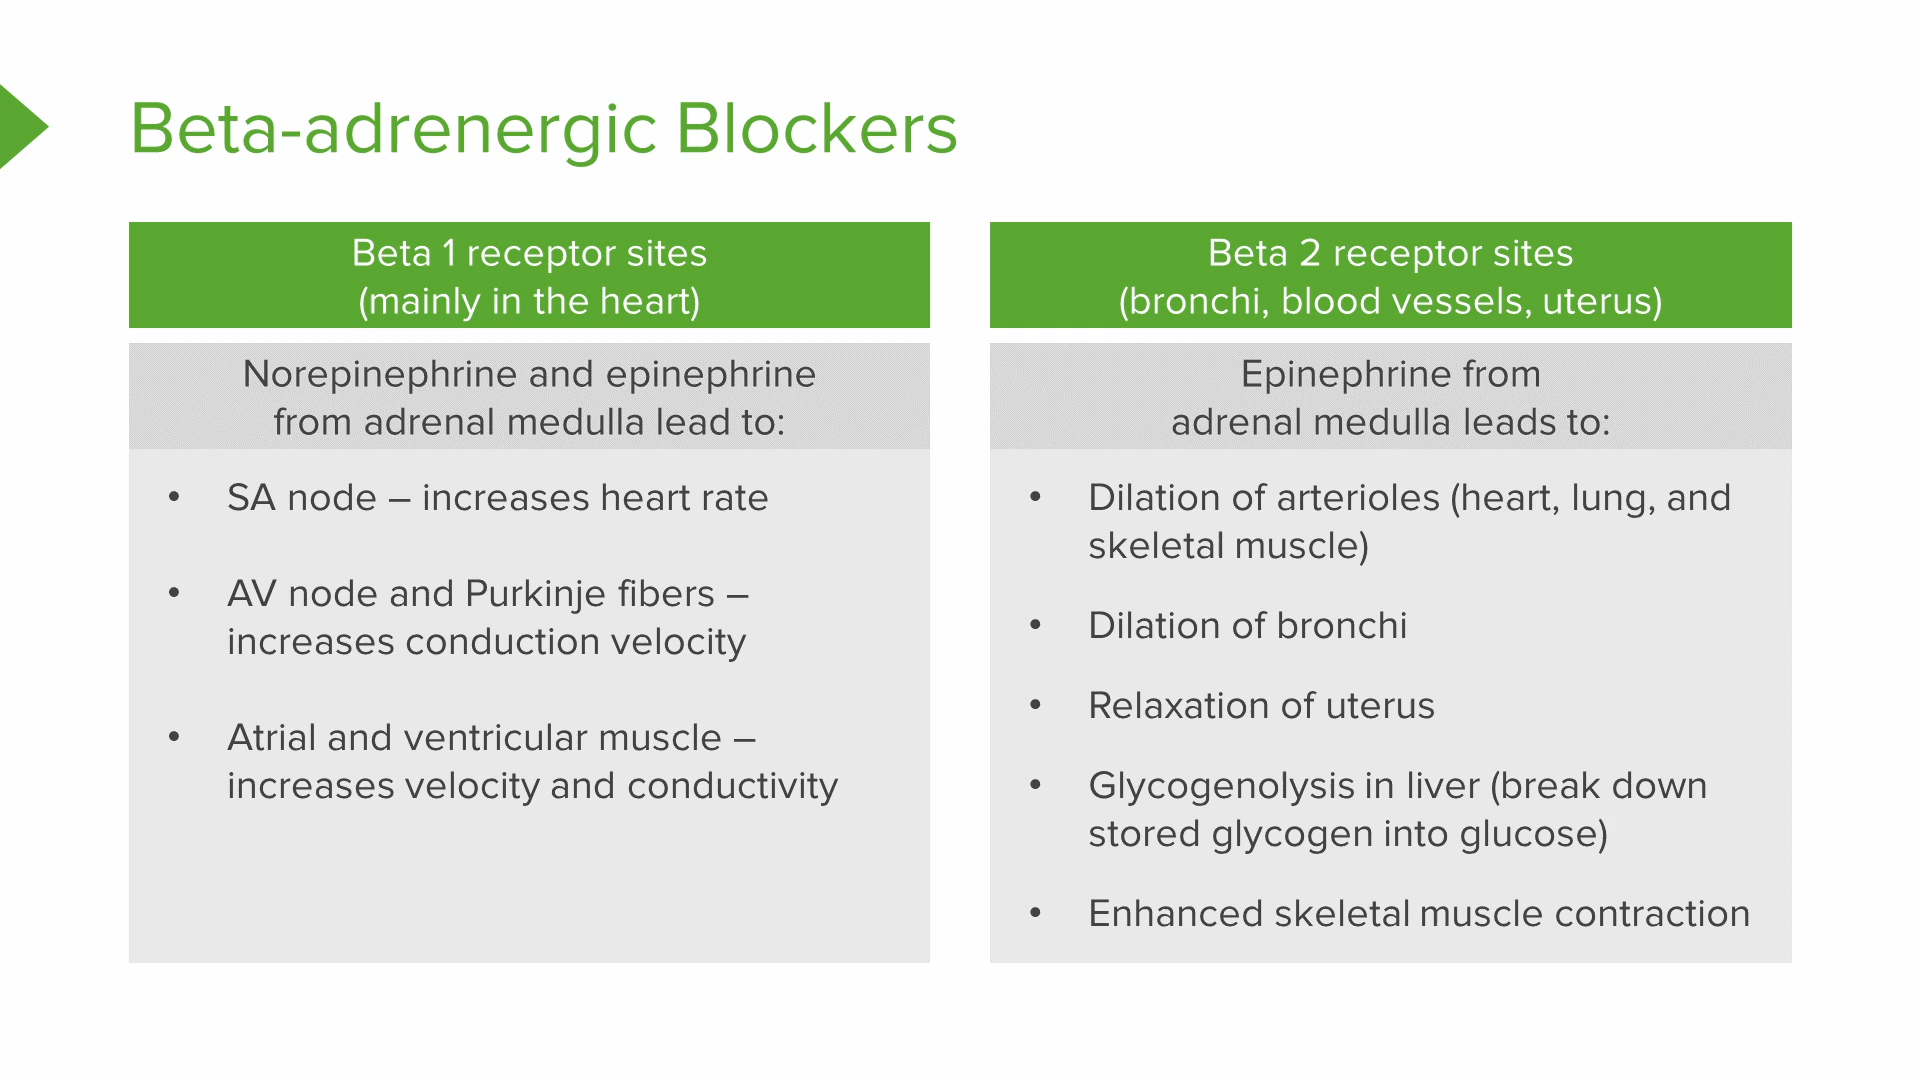 Beta-adrenergic Blockers
Beta 1 receptor sites
(mainly in the heart)
Norepinephrine and epinephrine
from adrenal medulla lead to:
• SA node – increases heart rate
• AV node and Purkinje fibers –
increases conduction velocity
• Atrial and ventricular muscle –
increases velocity and conductivity
Beta 2 receptor sites
(bronchi, blood vessels, uterus)
Epinephrine from
adrenal medulla leads to:
• Dilation of arterioles (heart, lung, and
skeletal muscle)
• Dilation of bronchi
• Relaxation of uterus
• Glycogenolysis in liver (break down
stored glycogen into glucose)
• Enhanced skeletal muscle contraction